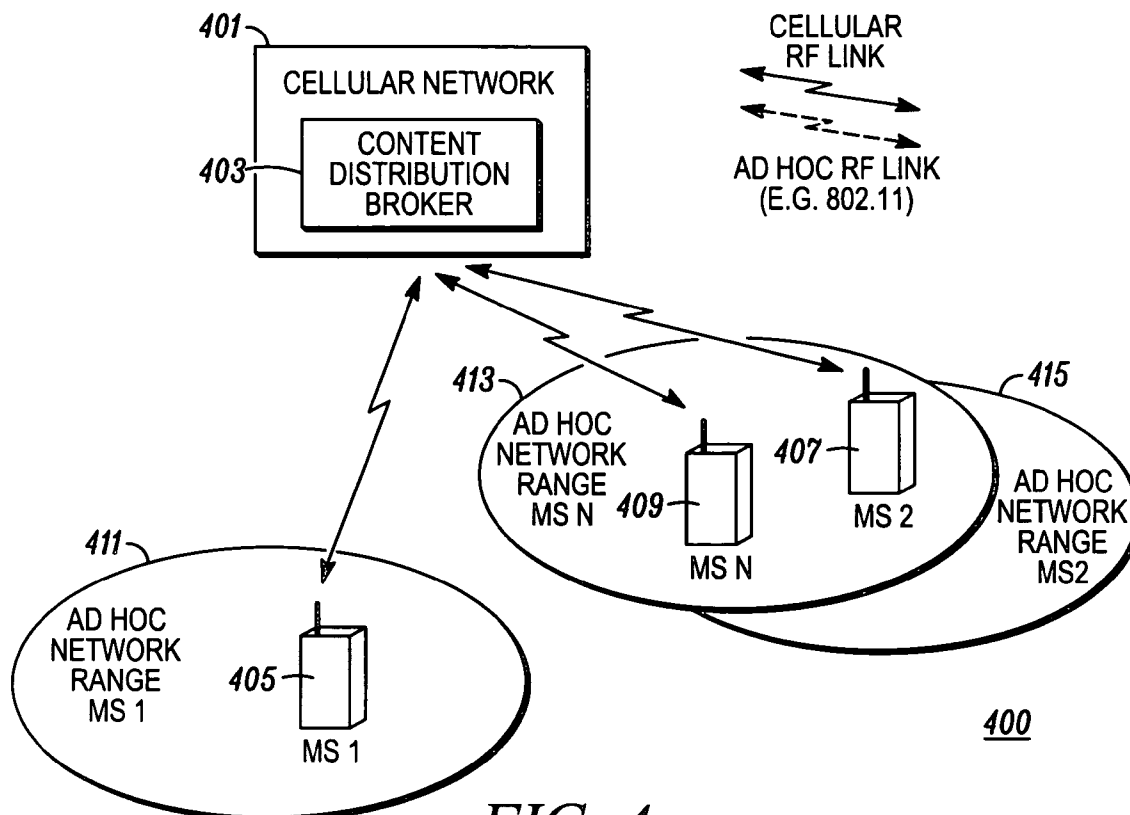 401
CELLULAR NETWORK
403
CONTENT
DISTRIBUTION
BROKER
CELLULAR
RF LINK
AD HOC RF LINK
(E.G. 802.11)
413
AD HOC
NETWORK
RANGE
MS N
409
MS N
407
MS 2
415
AD HOC
NETWORK
RANGE
MS2
411
AD HOC
NETWORK
RANGE
MS 1
405
MS 1
400
FIG. 4